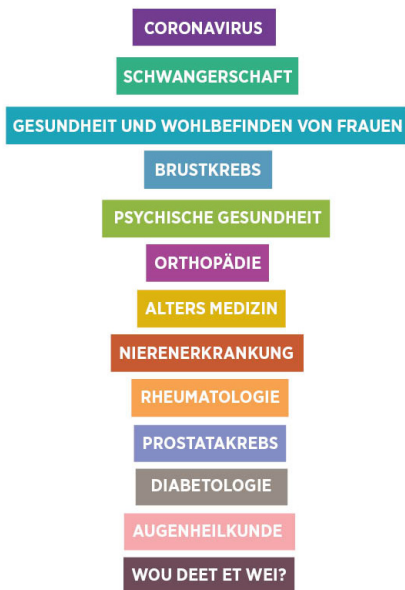 CORONAVIRUS
SCHWANGERSCHAFT
GESUNDHEIT UND WOHLBEFINDEN VON FRAUEN
BRUSTKREBS
PSYCHISCHE GESUNDHEIT
ORTHOPÄDIE
ALTERS MEDIZIN
NIERENERKRANKUNG
RHEUMATOLOGIE
PROSTATAKREBS
DIABETOLOGIE
AUGENHEILKUNDE
WOU DEET ET WEI?